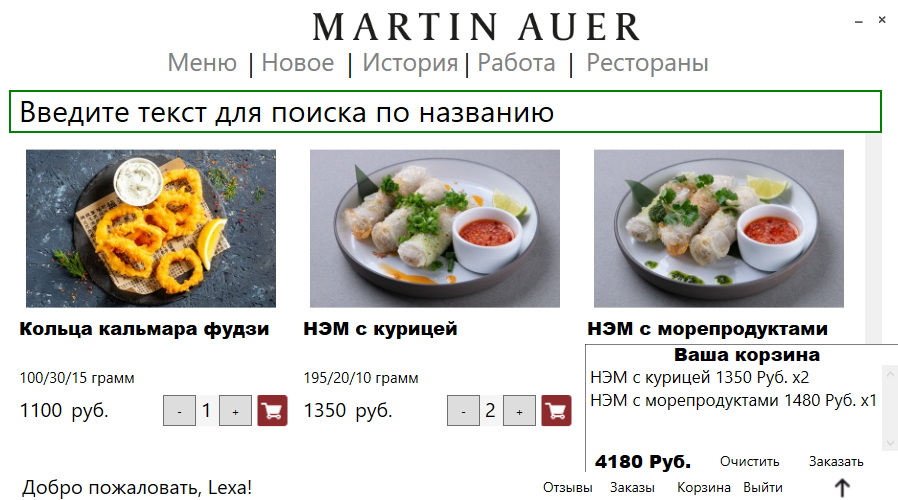 MARTIN AUER
Меню | Новое | История | Работа | Рестораны
Введите текст для поиска по названию
Кольца кальмара фудзи
НЭМ с курицей
НЭМ с морепродуктами
100/30/15 грамм
195/20/10 грамм
1100 руб.
- 1 +
1350 руб.
- 2 +
Ваша корзина
НЭМ с курицей 1350 Руб. x2
НЭМ с морепродуктами 1480 Руб. x1
4180 Руб. Очистить Заказать
Добро пожаловать, Lexa!
Отзывы Заказы Корзина Выйти